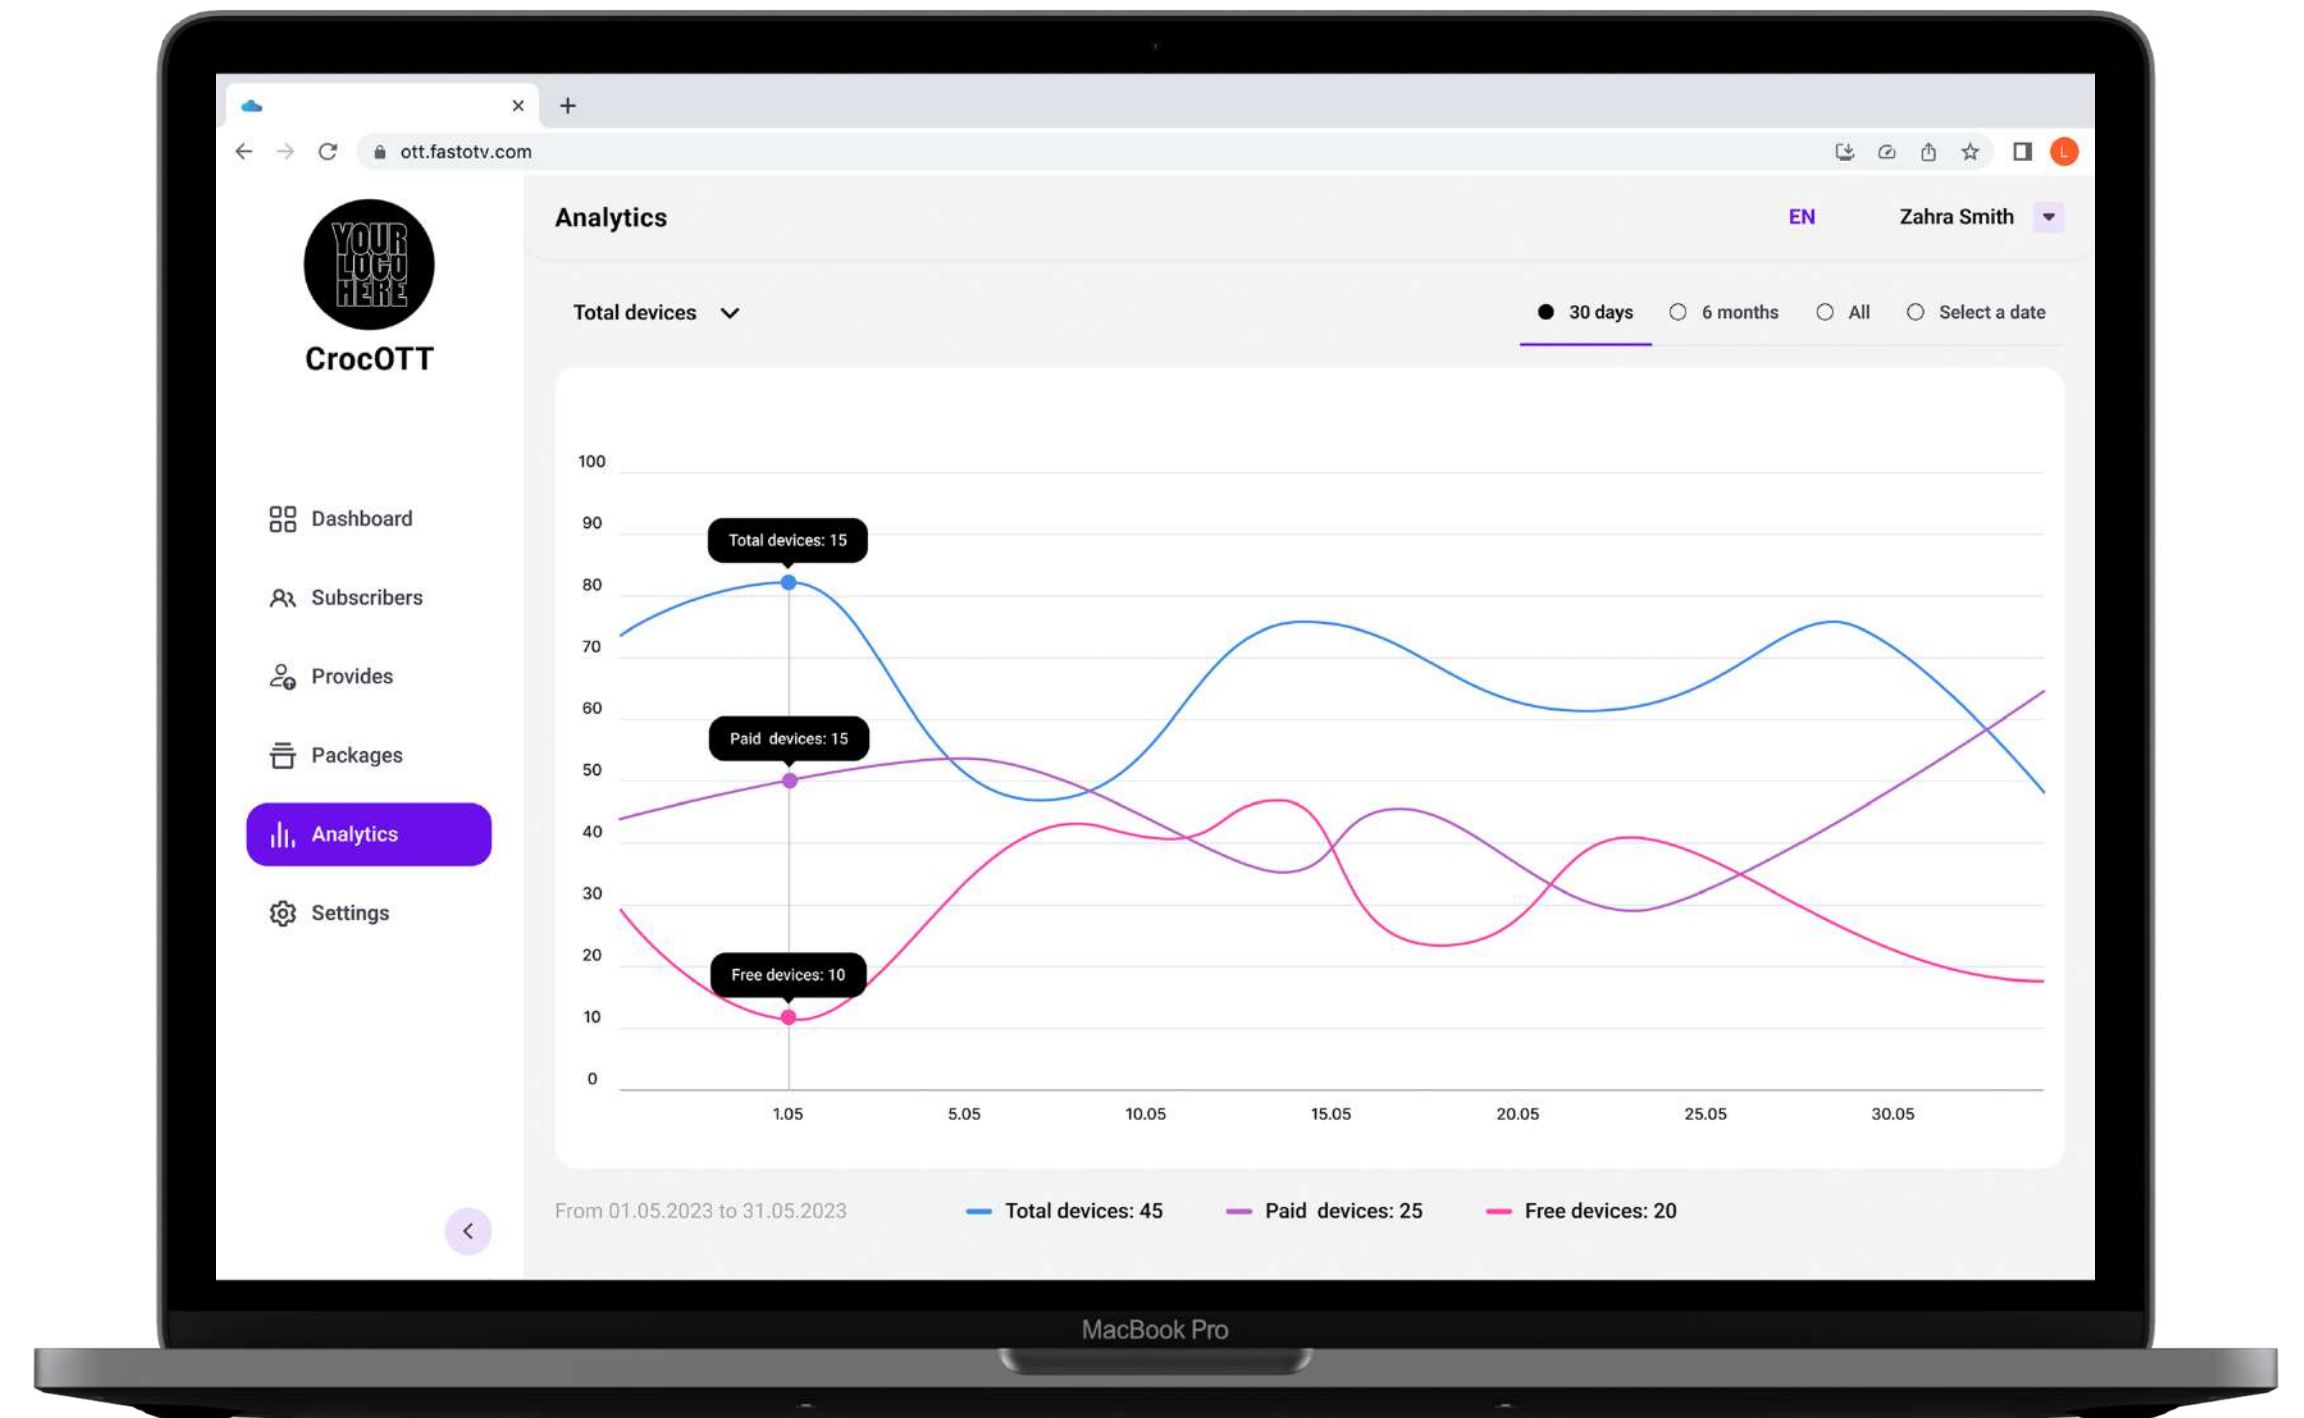 ott.fastotv.com
L
YOUR
LOGO
HERE
CrocOTT
Dashboard
Subscribers
Provides
Packages
Analytics
Settings
Analytics
EN
Zahra Smith
Total devices
30 days
6 months
All
Select a date
100
90
80
70
60
50
40
30
20
10
0
Total devices: 15
Paid devices: 15
Free devices: 10
1.05
5.05
10.05
15.05
20.05
25.05
30.05
From 01.05.2023 to 31.05.2023
Total devices: 45
Paid devices: 25
Free devices: 20
MacBook Pro